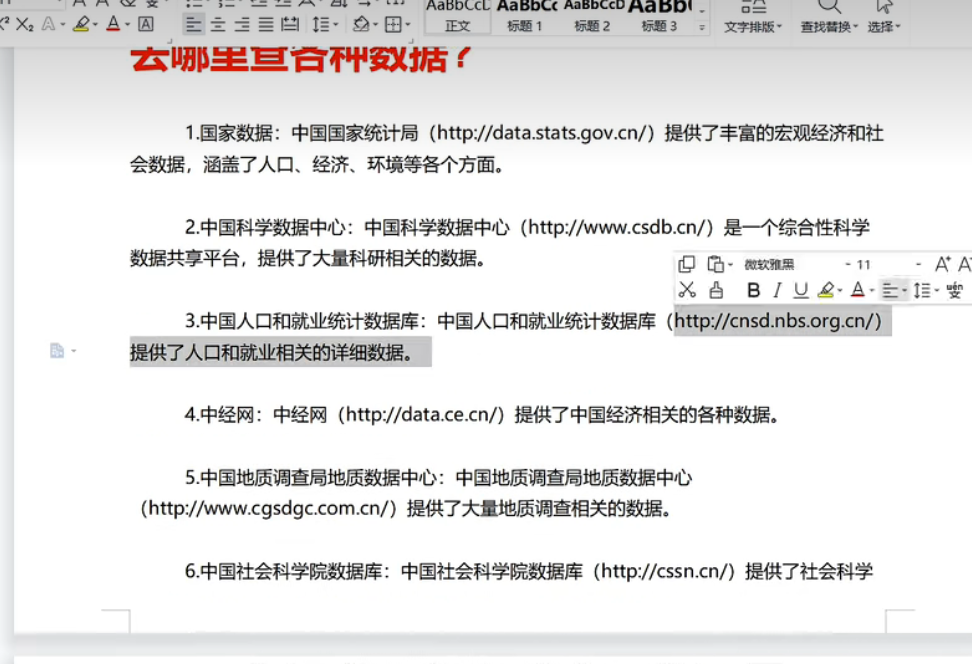 AaBbCcD AaBbCc AaBbCcD AaBb(
正文 标题 1 标题 2 标题 3 文字排版 查找替换 选择
去哪里查各种数据？
1.国家数据：中国国家统计局（http://data.stats.gov.cn/）提供了丰富的宏观经济和社
会数据，涵盖了人口、经济、环境等各个方面。
2.中国科学数据中心：中国科学数据中心（http://www.csdb.cn/）是一个综合性科学
数据共享平台，提供了大量科研相关的数据。
微软雅黑 11
3.中国人口和就业统计数据库：中国人口和就业统计数据库（http://cnsd.nbs.org.cn/）
提供了人口和就业相关的详细数据。
4.中经网：中经网（http://data.ce.cn/）提供了中国经济相关的各种数据。
5.中国地质调查局地质数据中心：中国地质调查局地质数据中心
（http://www.cgsdgc.com.cn/）提供了大量地质调查相关的数据。
6.中国社会科学院数据库：中国社会科学院数据库（http://cssn.cn/）提供了社会科学